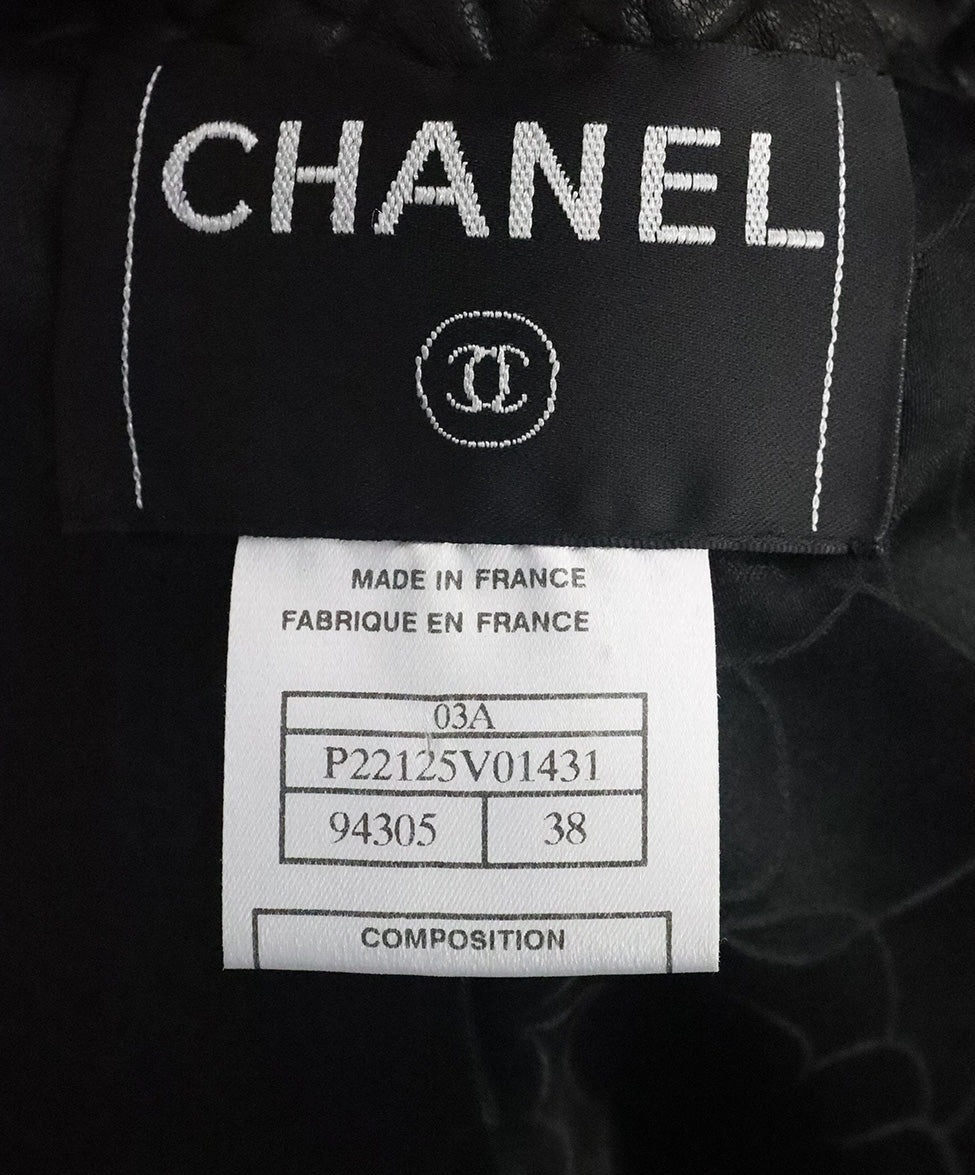 CHANEL
MADE IN FRANCE
FABRIQUE EN FRANCE
03A
P22125V01431
94305 38
COMPOSITION